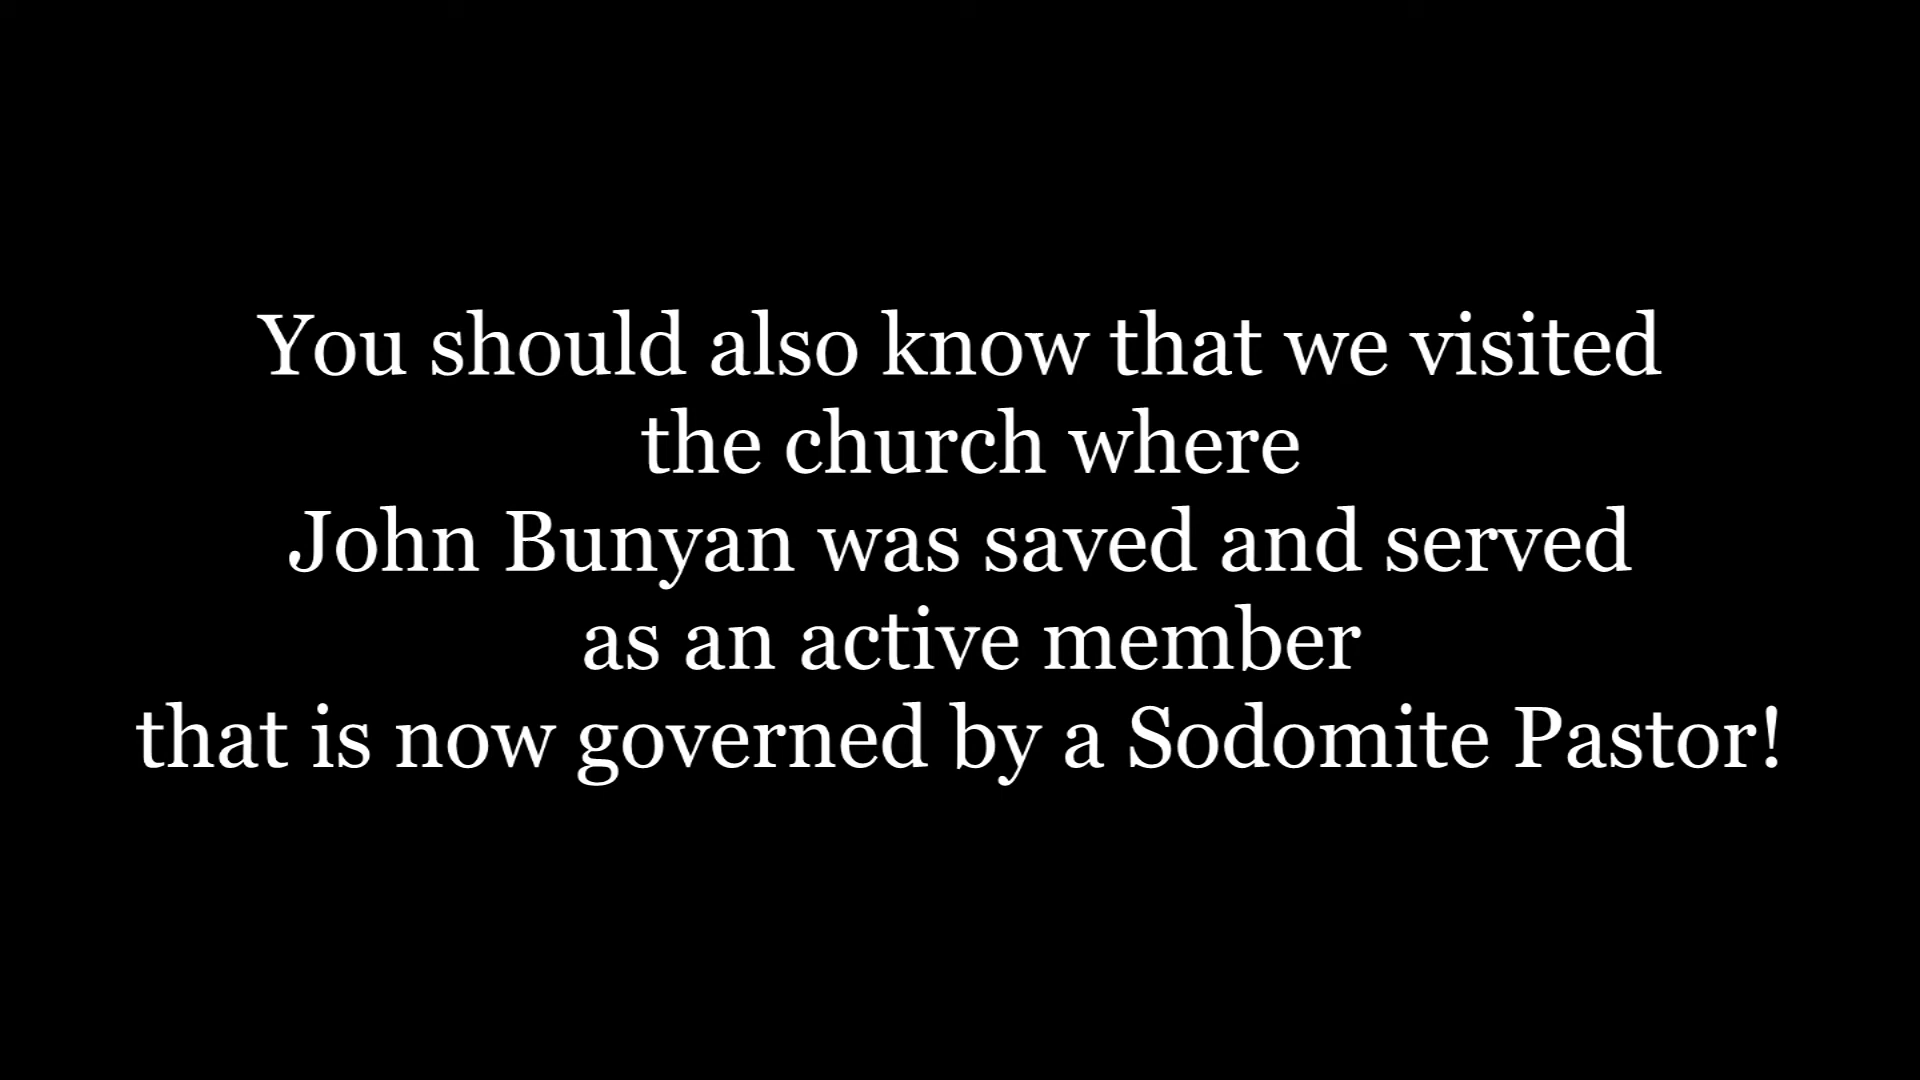 You should also know that we visited
the church where
John Bunyan was saved and served
as an active member
that is now governed by a Sodomite Pastor!